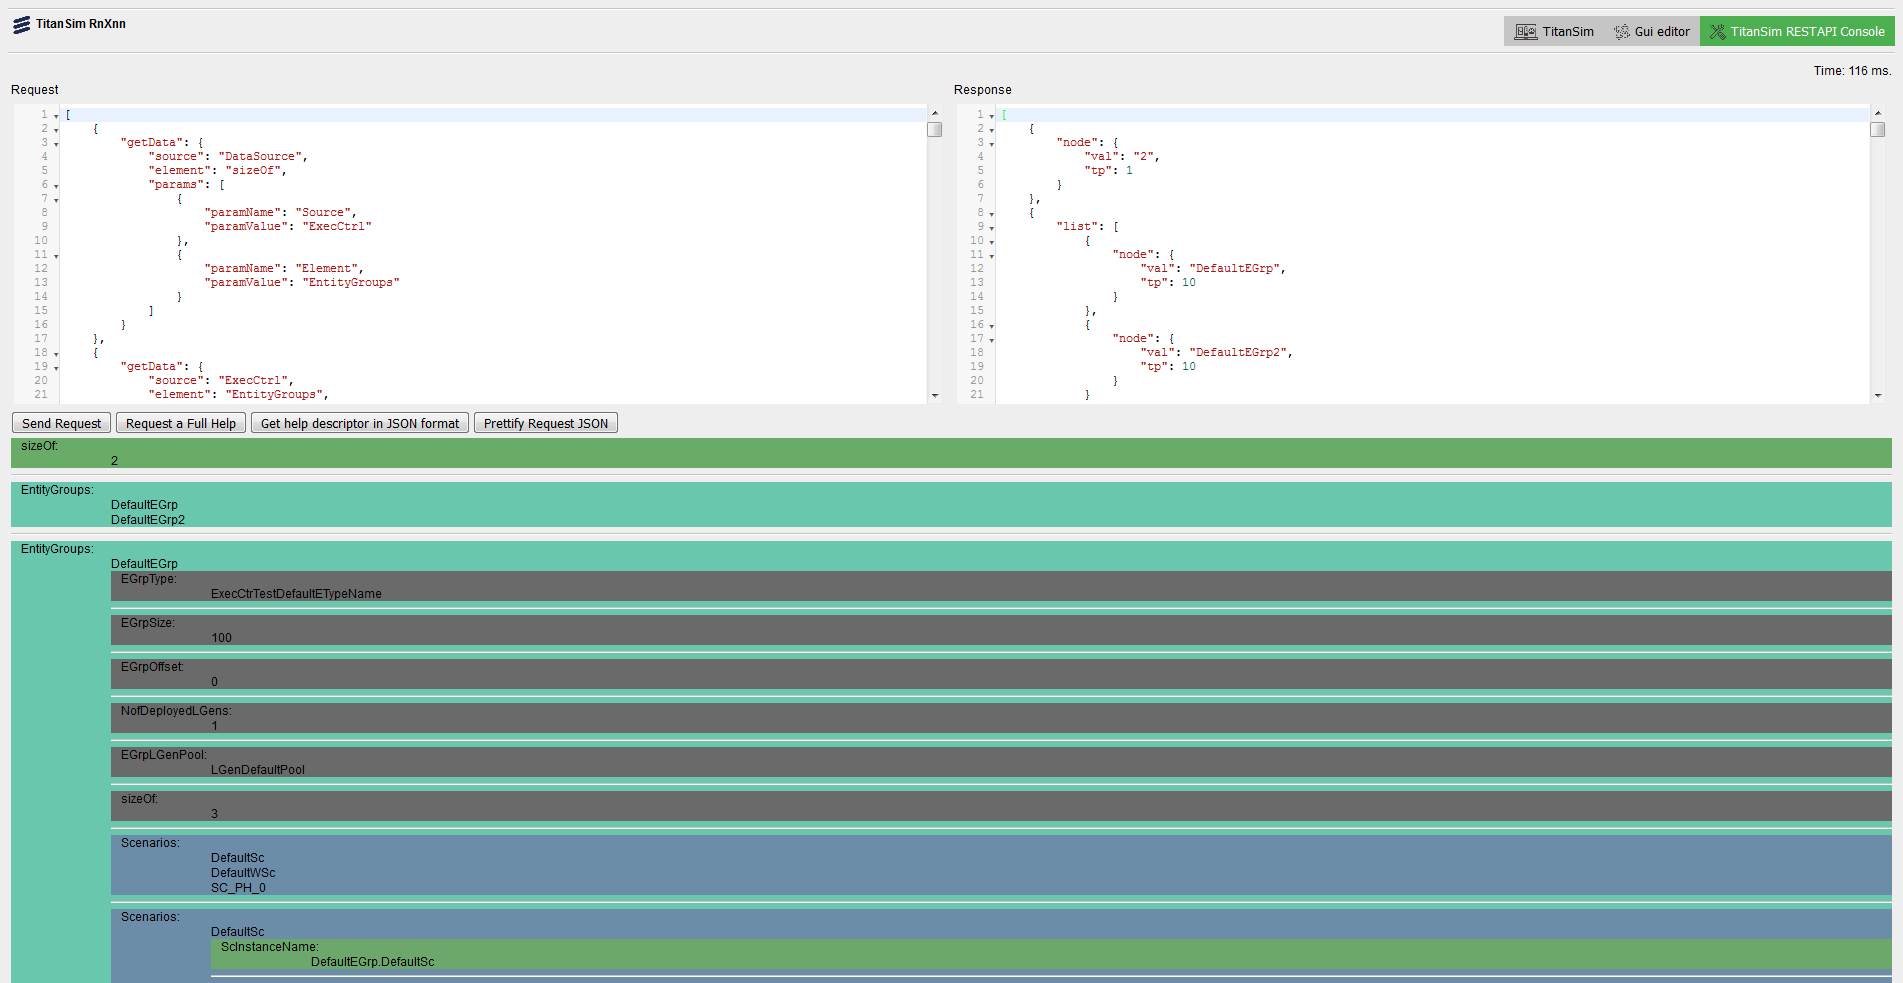 TitanSim RnXnn
TitanSim
Gui editor
TitanSim RESTAPI Console
Time: 116 ms.
Request
1 [
2 {
3 "getData": {
4 "source": "DataSource",
5 "element": "sizeOf",
6 "params": [
7 {
8 "paramName": "Source",
9 "paramValue": "ExecCtrl"
10 },
11 {
12 "paramName": "Element",
13 "paramValue": "EntityGroups"
14 }
15 ]
16 }
17 },
18 {
19 "getData": {
20 "source": "ExecCtrl",
21 "element": "EntityGroups",
Response
1 [
2 {
3 "node": {
4 "val": "2",
5 "tp": 1
6 }
7 },
8 {
9 "list": [
10 {
11 "node": {
12 "val": "DefaultEGrp",
13 "tp": 10
14 }
15 },
16 {
17 "node": {
18 "val": "DefaultEGrp2",
19 "tp": 10
20 }
21 }
Send Request
Request a Full Help
Get help descriptor in JSON format
Prettify Request JSON
sizeOf:
2
EntityGroups:
DefaultEGrp
DefaultEGrp2
EntityGroups:
DefaultEGrp
EGrpType:
ExecCtrTestDefaultETypeName
EGrpSize:
100
EGrpOffset:
0
NofDeployedLGens:
1
EGrpLGenPool:
LGenDefaultPool
sizeOf:
3
Scenarios:
DefaultSc
DefaultWSc
SC_PH_0
Scenarios:
DefaultSc
ScInstanceName:
DefaultEGrp.DefaultSc